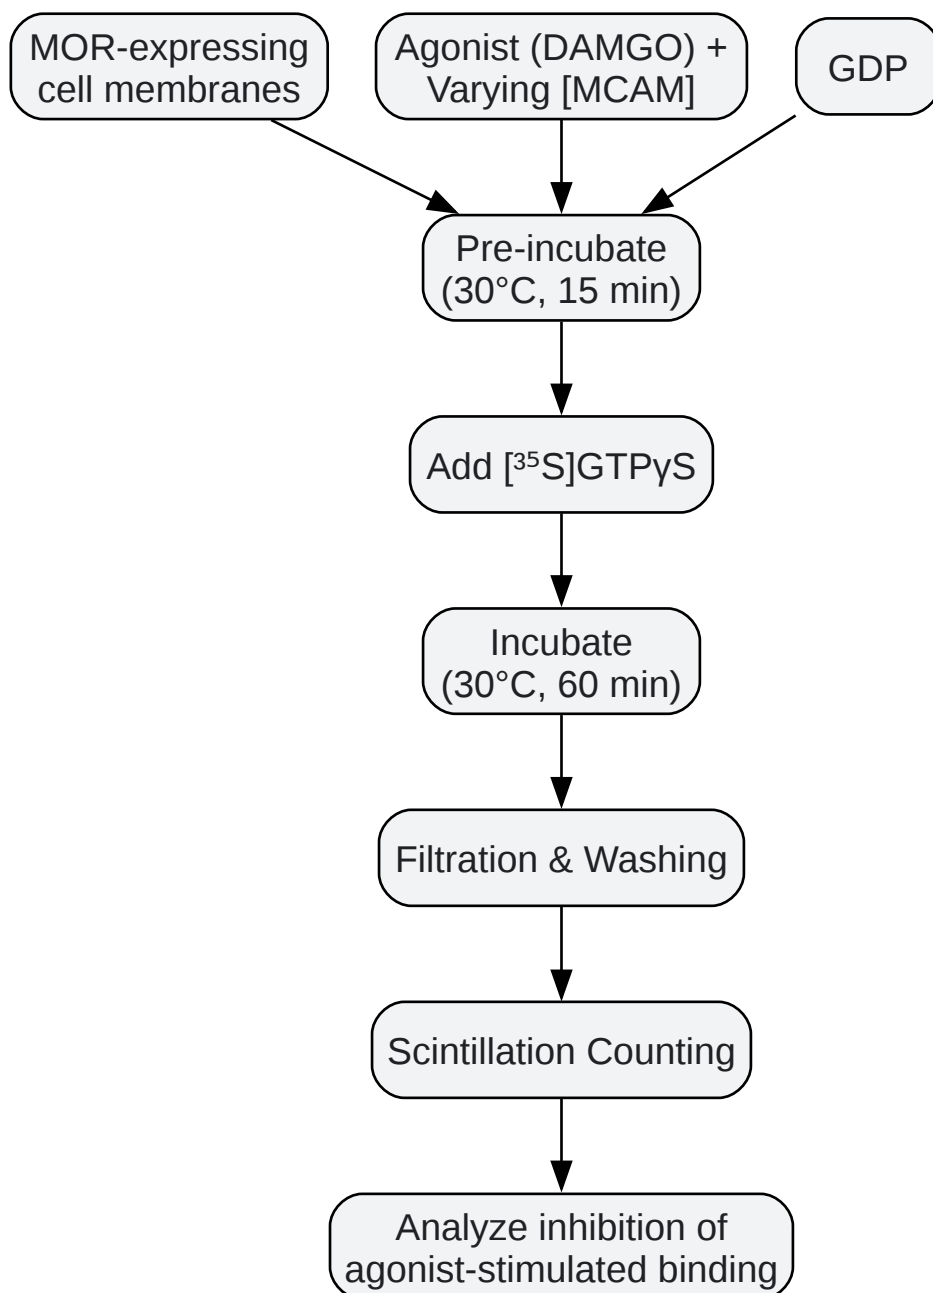 MOR-expressing
cell membranes
Agonist (DAMGO) +
Varying [MCAM]
GDP
Pre-incubate
(30°C, 15 min)
Add [³⁵S]GTPγS
Incubate
(30°C, 60 min)
Filtration & Washing
Scintillation Counting
Analyze inhibition of
agonist-stimulated binding